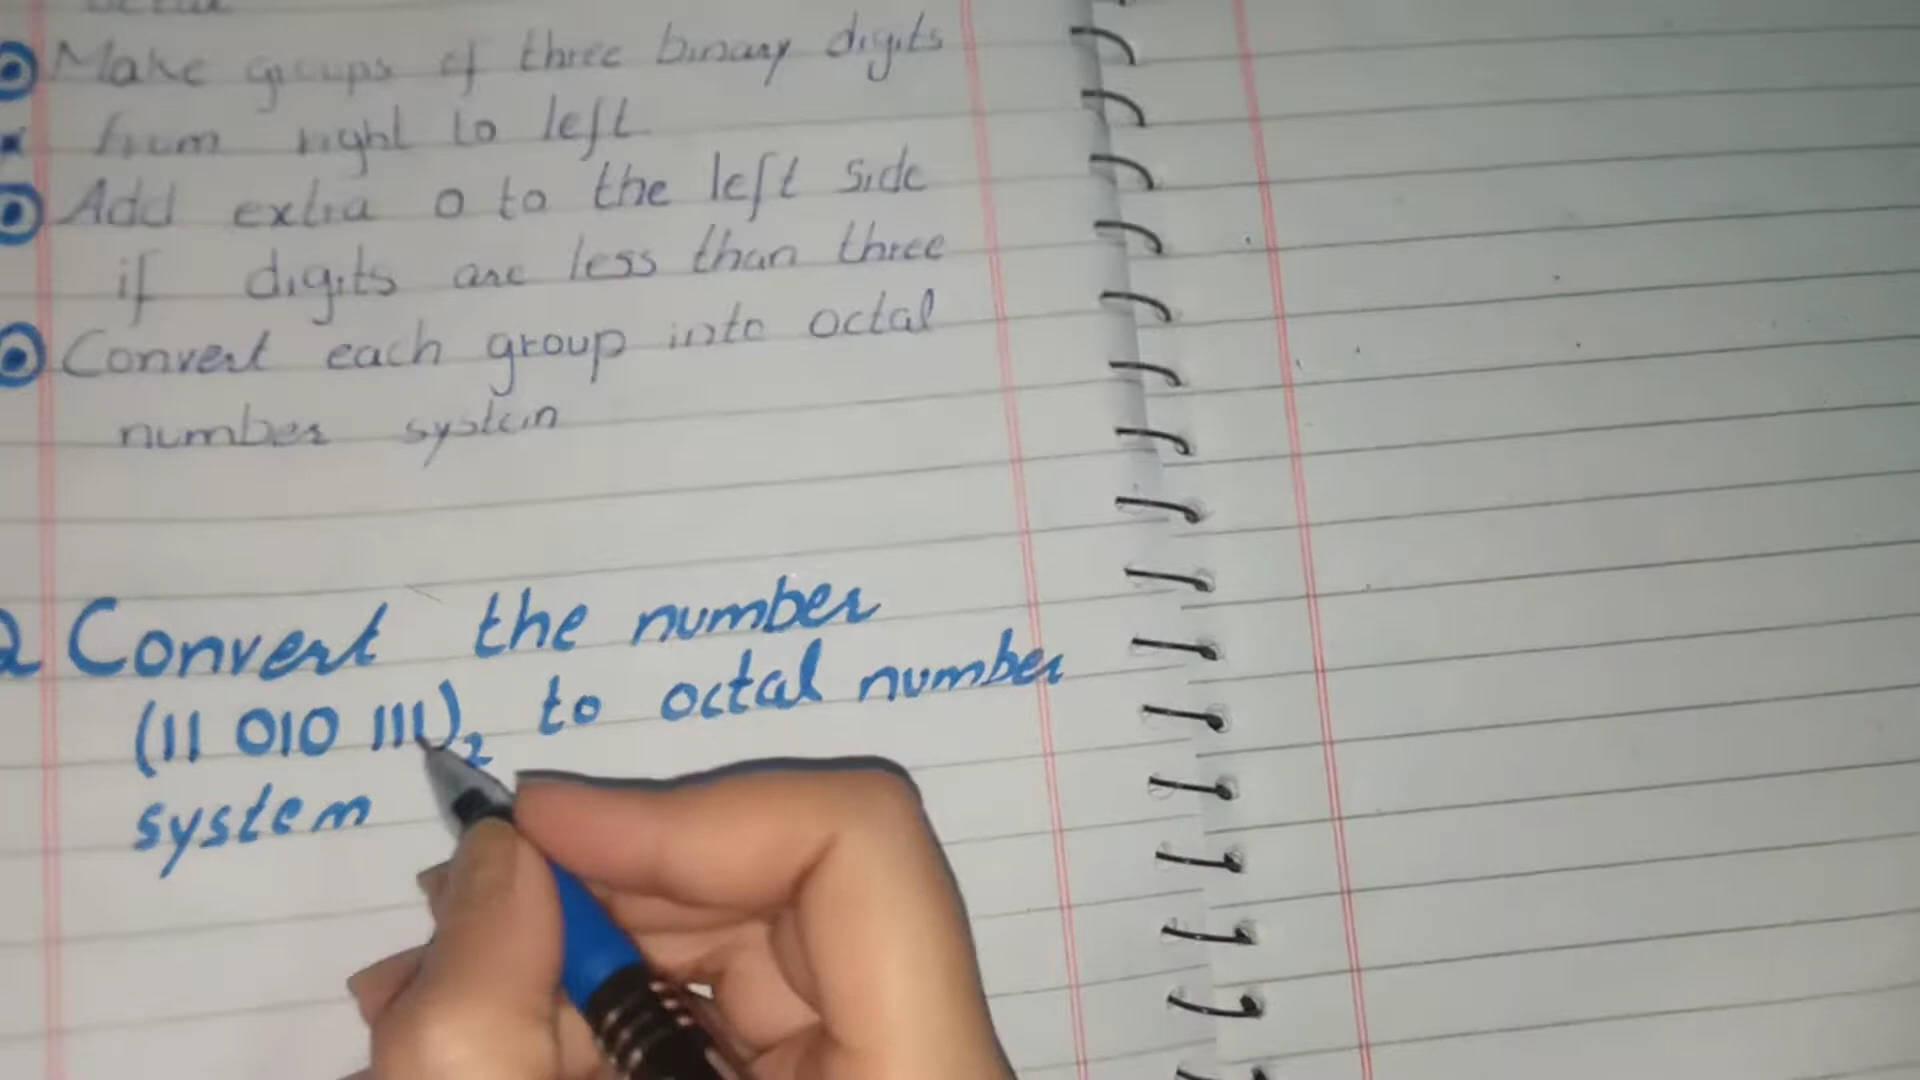 Make groups of three binary digits
from right to left
Add extra 0 to the left side
if digits are less than three
Convert each group into octal
number system
Q Convert the number
(11 010 111)₂ to octal number
system